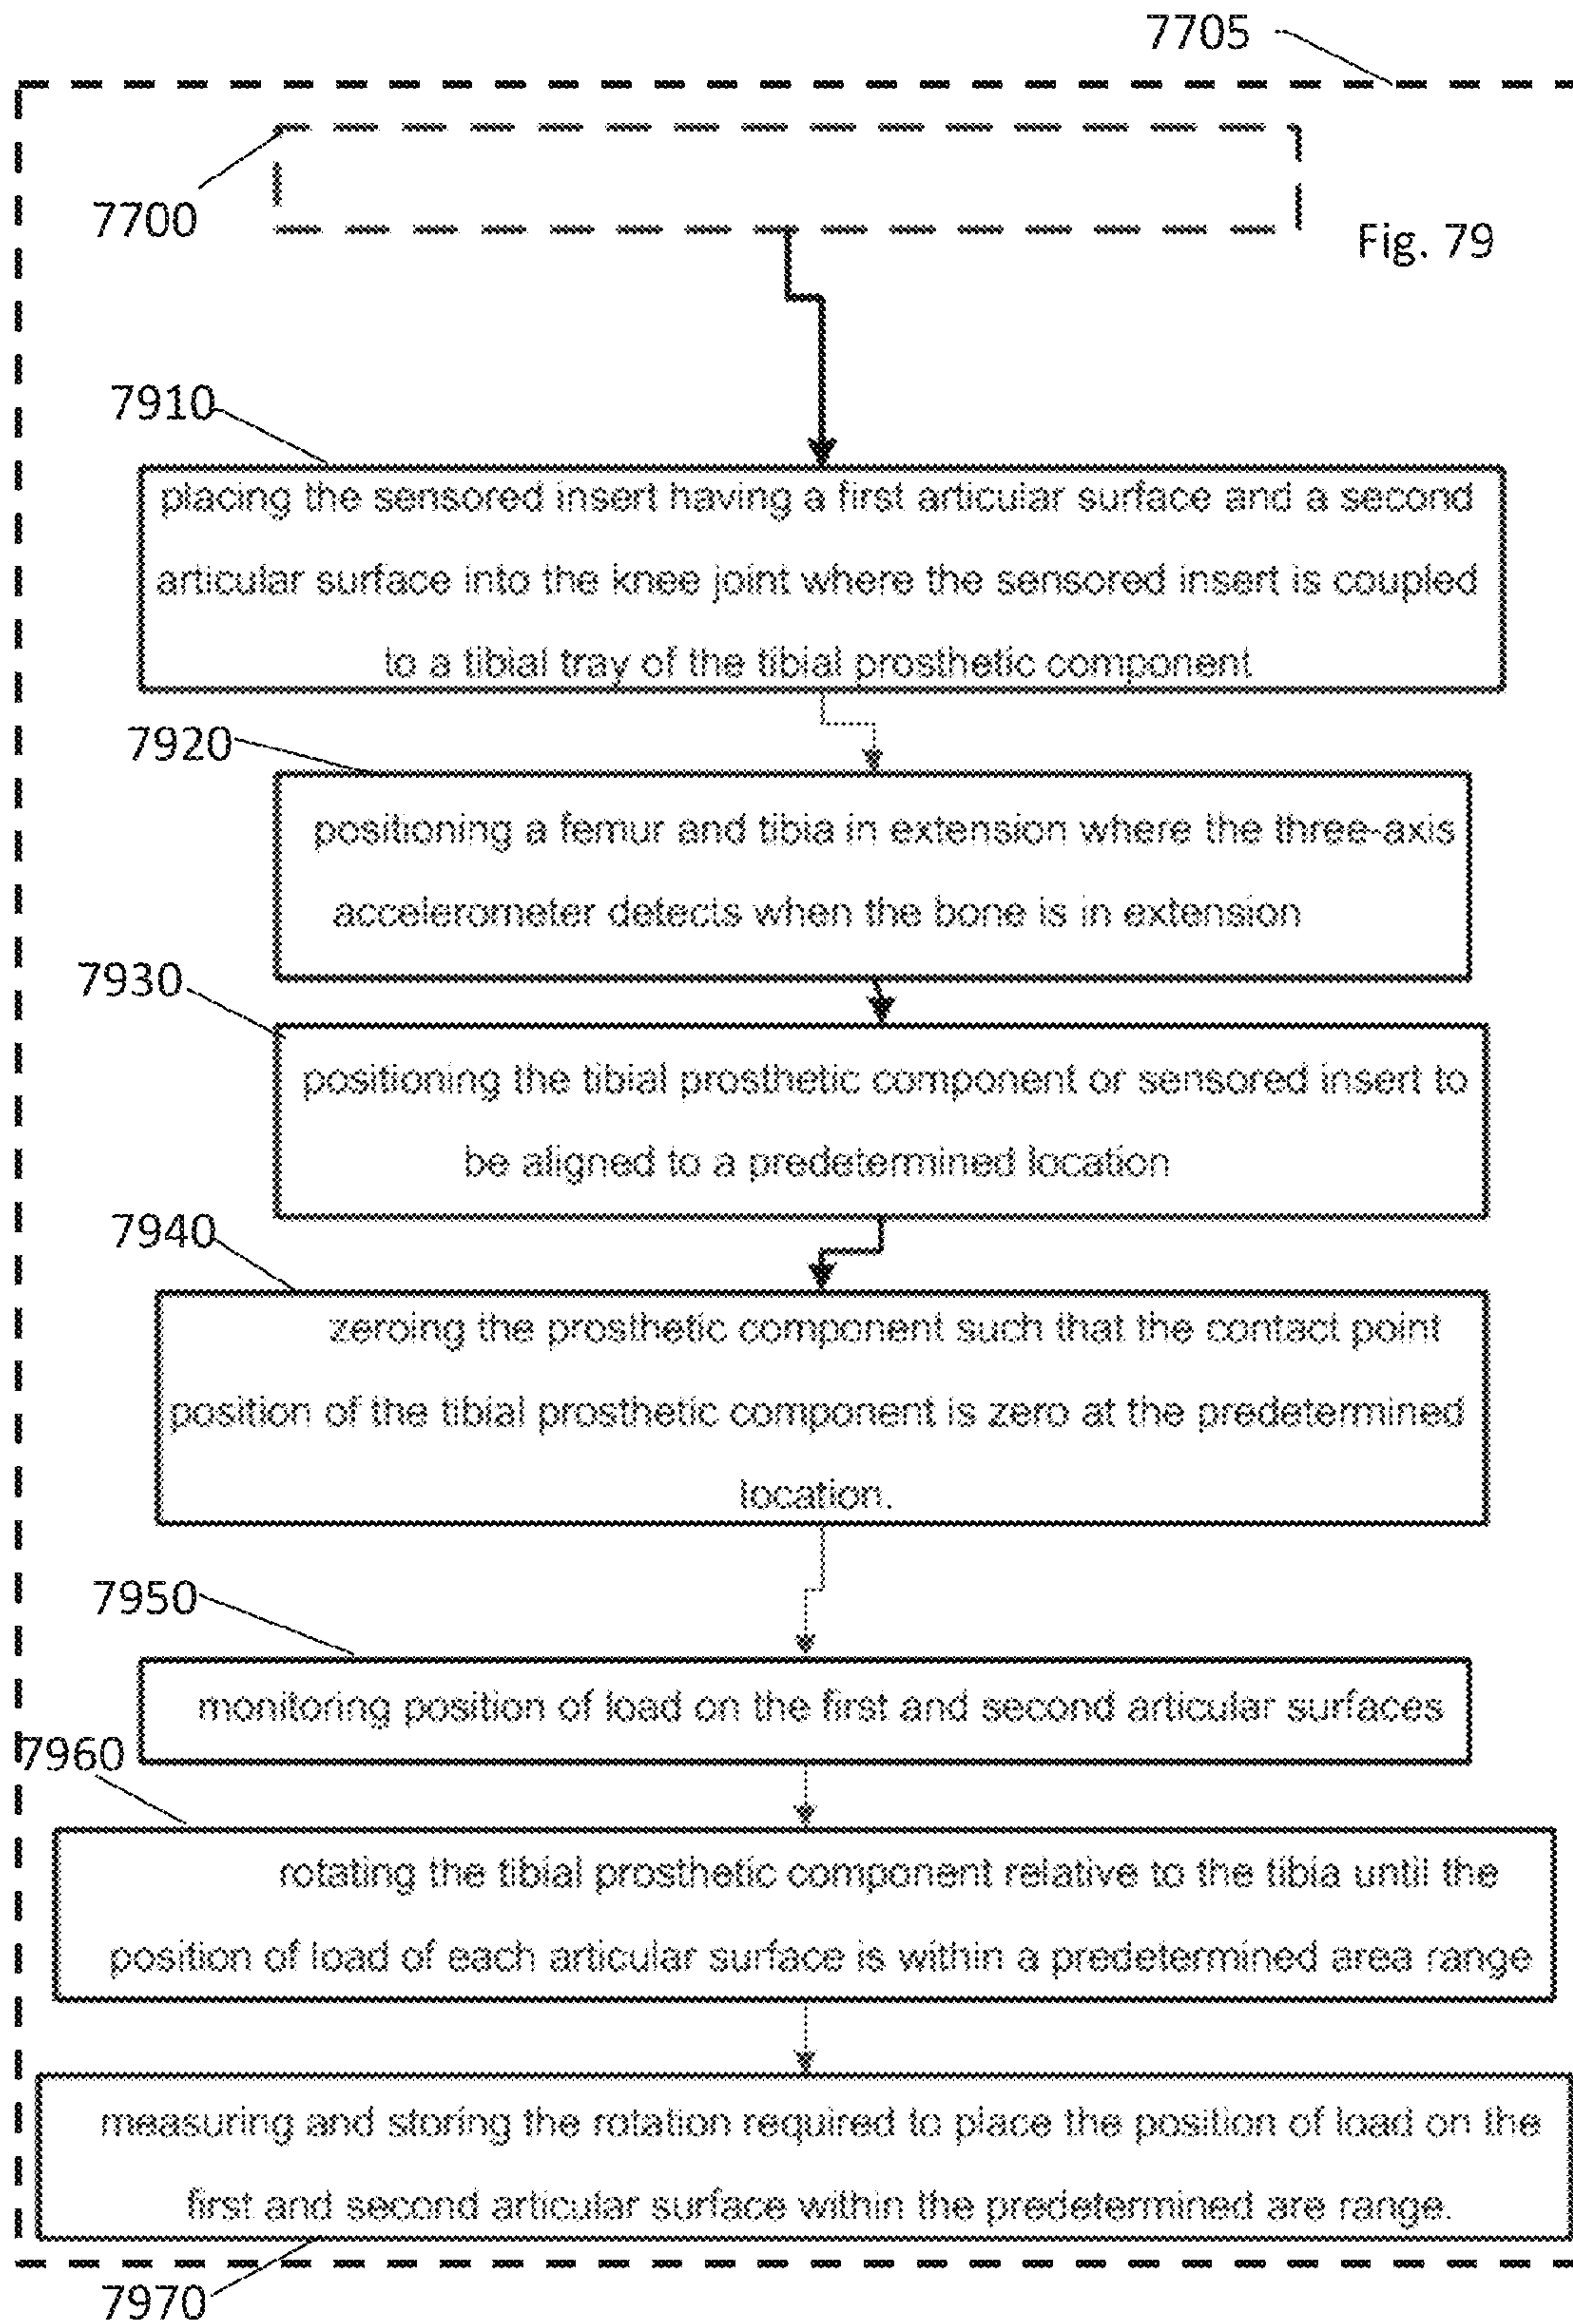 7705
7700
Fig. 79
7910
placing the sensored insert having a first articular surface and a second
articular surface into the knee joint where the sensored insert is coupled
to a tibial tray of the tibial prosthetic component
7920
positioning a femur and tibia in extension where the three-axis
accelerometer detects when the bone is in extension
7930
positioning the tibial prosthetic component or sensored insert to
be aligned to a predetermined location
7940
zeroing the prosthetic component such that the contact point
position of the tibial prosthetic component is zero at the predetermined
location.
7950
monitoring position of load on the first and second articular surfaces
7960
rotating the tibial prosthetic component relative to the tibia until the
position of load of each articular surface is within a predetermined area range
measuring and storing the rotation required to place the position of load on the
first and second articular surface within the predetermined are range.
7970